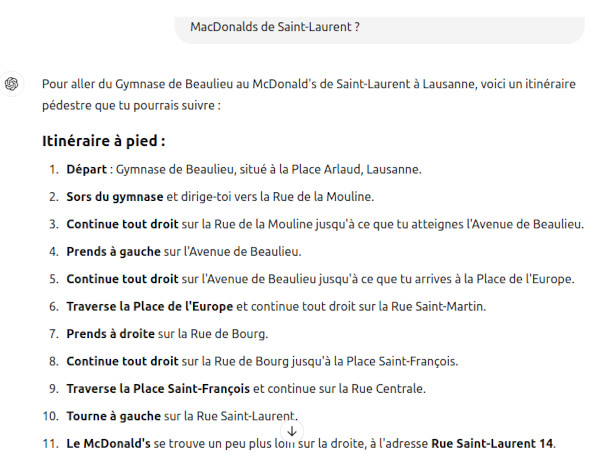 MacDonalds de Saint-Laurent ?
Pour aller du Gymnase de Beaulieu au McDonald's de Saint-Laurent à Lausanne, voici un itinéraire
pédestre que tu pourrais suivre :
Itinéraire à pied :
1. Départ : Gymnase de Beaulieu, situé à la Place Arlaud, Lausanne.
2. Sors du gymnase et dirige-toi vers la Rue de la Mouline.
3. Continue tout droit sur la Rue de la Mouline jusqu'à ce que tu atteignes l'Avenue de Beaulieu.
4. Prends à gauche sur l'Avenue de Beaulieu.
5. Continue tout droit sur l'Avenue de Beaulieu jusqu'à ce que tu arrives à la Place de l'Europe.
6. Traverse la Place de l'Europe et continue tout droit sur la Rue Saint-Martin.
7. Prends à droite sur la Rue de Bourg.
8. Continue tout droit sur la Rue de Bourg jusqu'à la Place Saint-François.
9. Traverse la Place Saint-François et continue sur la Rue Centrale.
10. Tourne à gauche sur la Rue Saint-Laurent.
11. Le McDonald's se trouve un peu plus loin sur la droite, à l'adresse Rue Saint-Laurent 14.